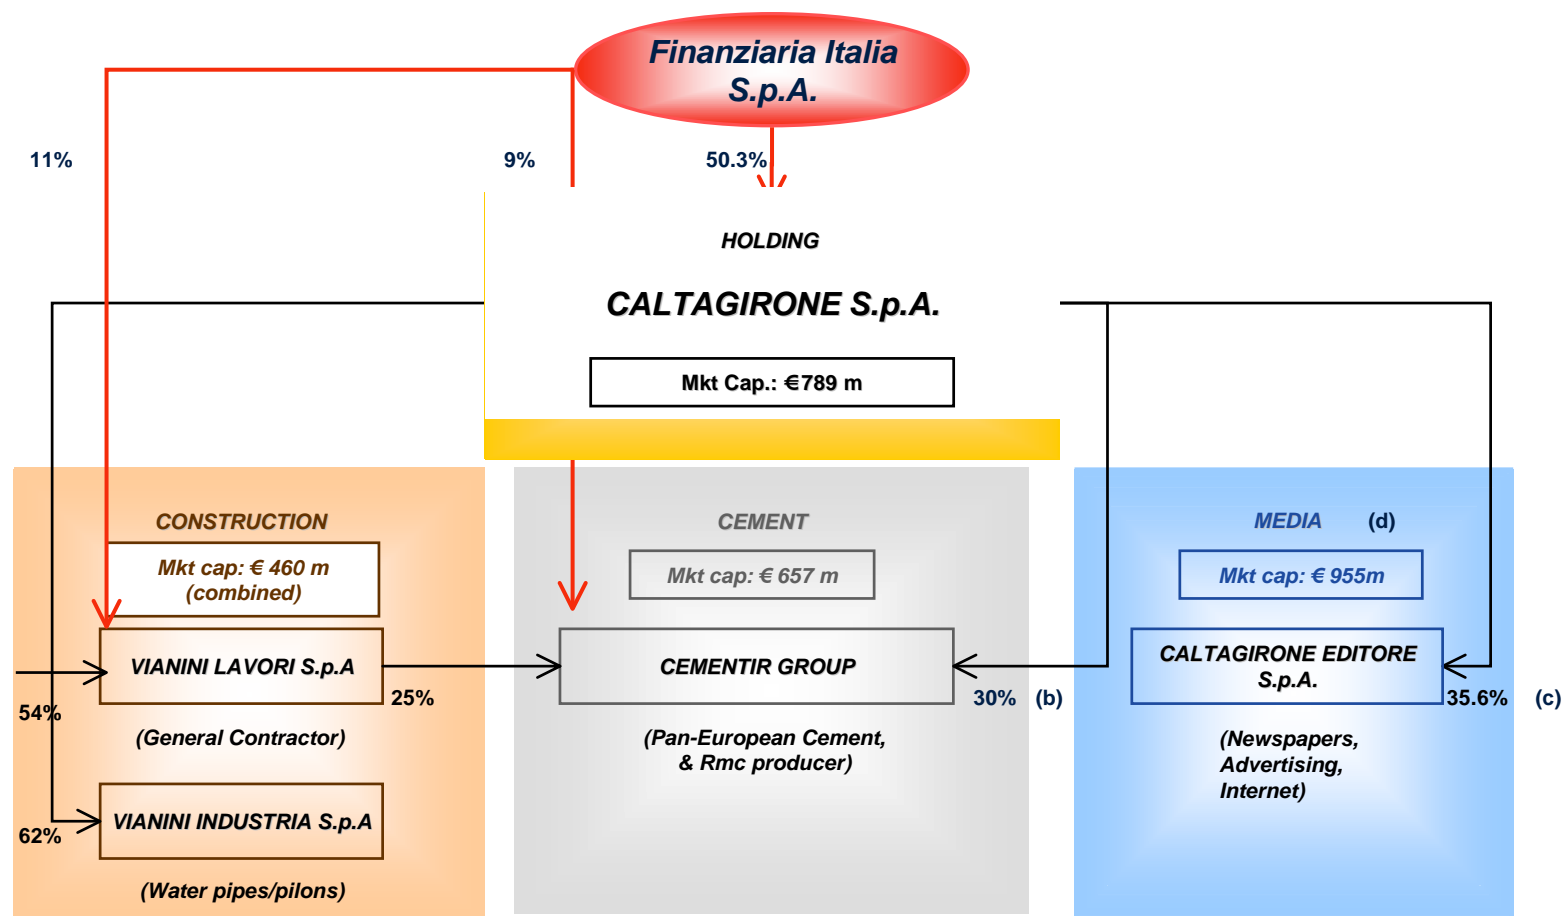 Finanziaria Italia
S.p.A.
11%
9%
50.3%
HOLDING
CALTAGIRONE S.p.A.
Mkt Cap.: €789 m
CONSTRUCTION
Mkt cap: € 460 m
(combined)
VIANINI LAVORI S.p.A
54%
25%
(General Contractor)
VIANINI INDUSTRIA S.p.A
62%
(Water pipes/pilons)
CEMENT
Mkt cap: € 657 m
CEMENTIR GROUP
30% (b)
(Pan-European Cement,
& Rmc producer)
MEDIA (d)
Mkt cap: € 955m
CALTAGIRONE EDITORE
S.p.A.
35.6% (c)
(Newspapers,
Advertising,
Internet)